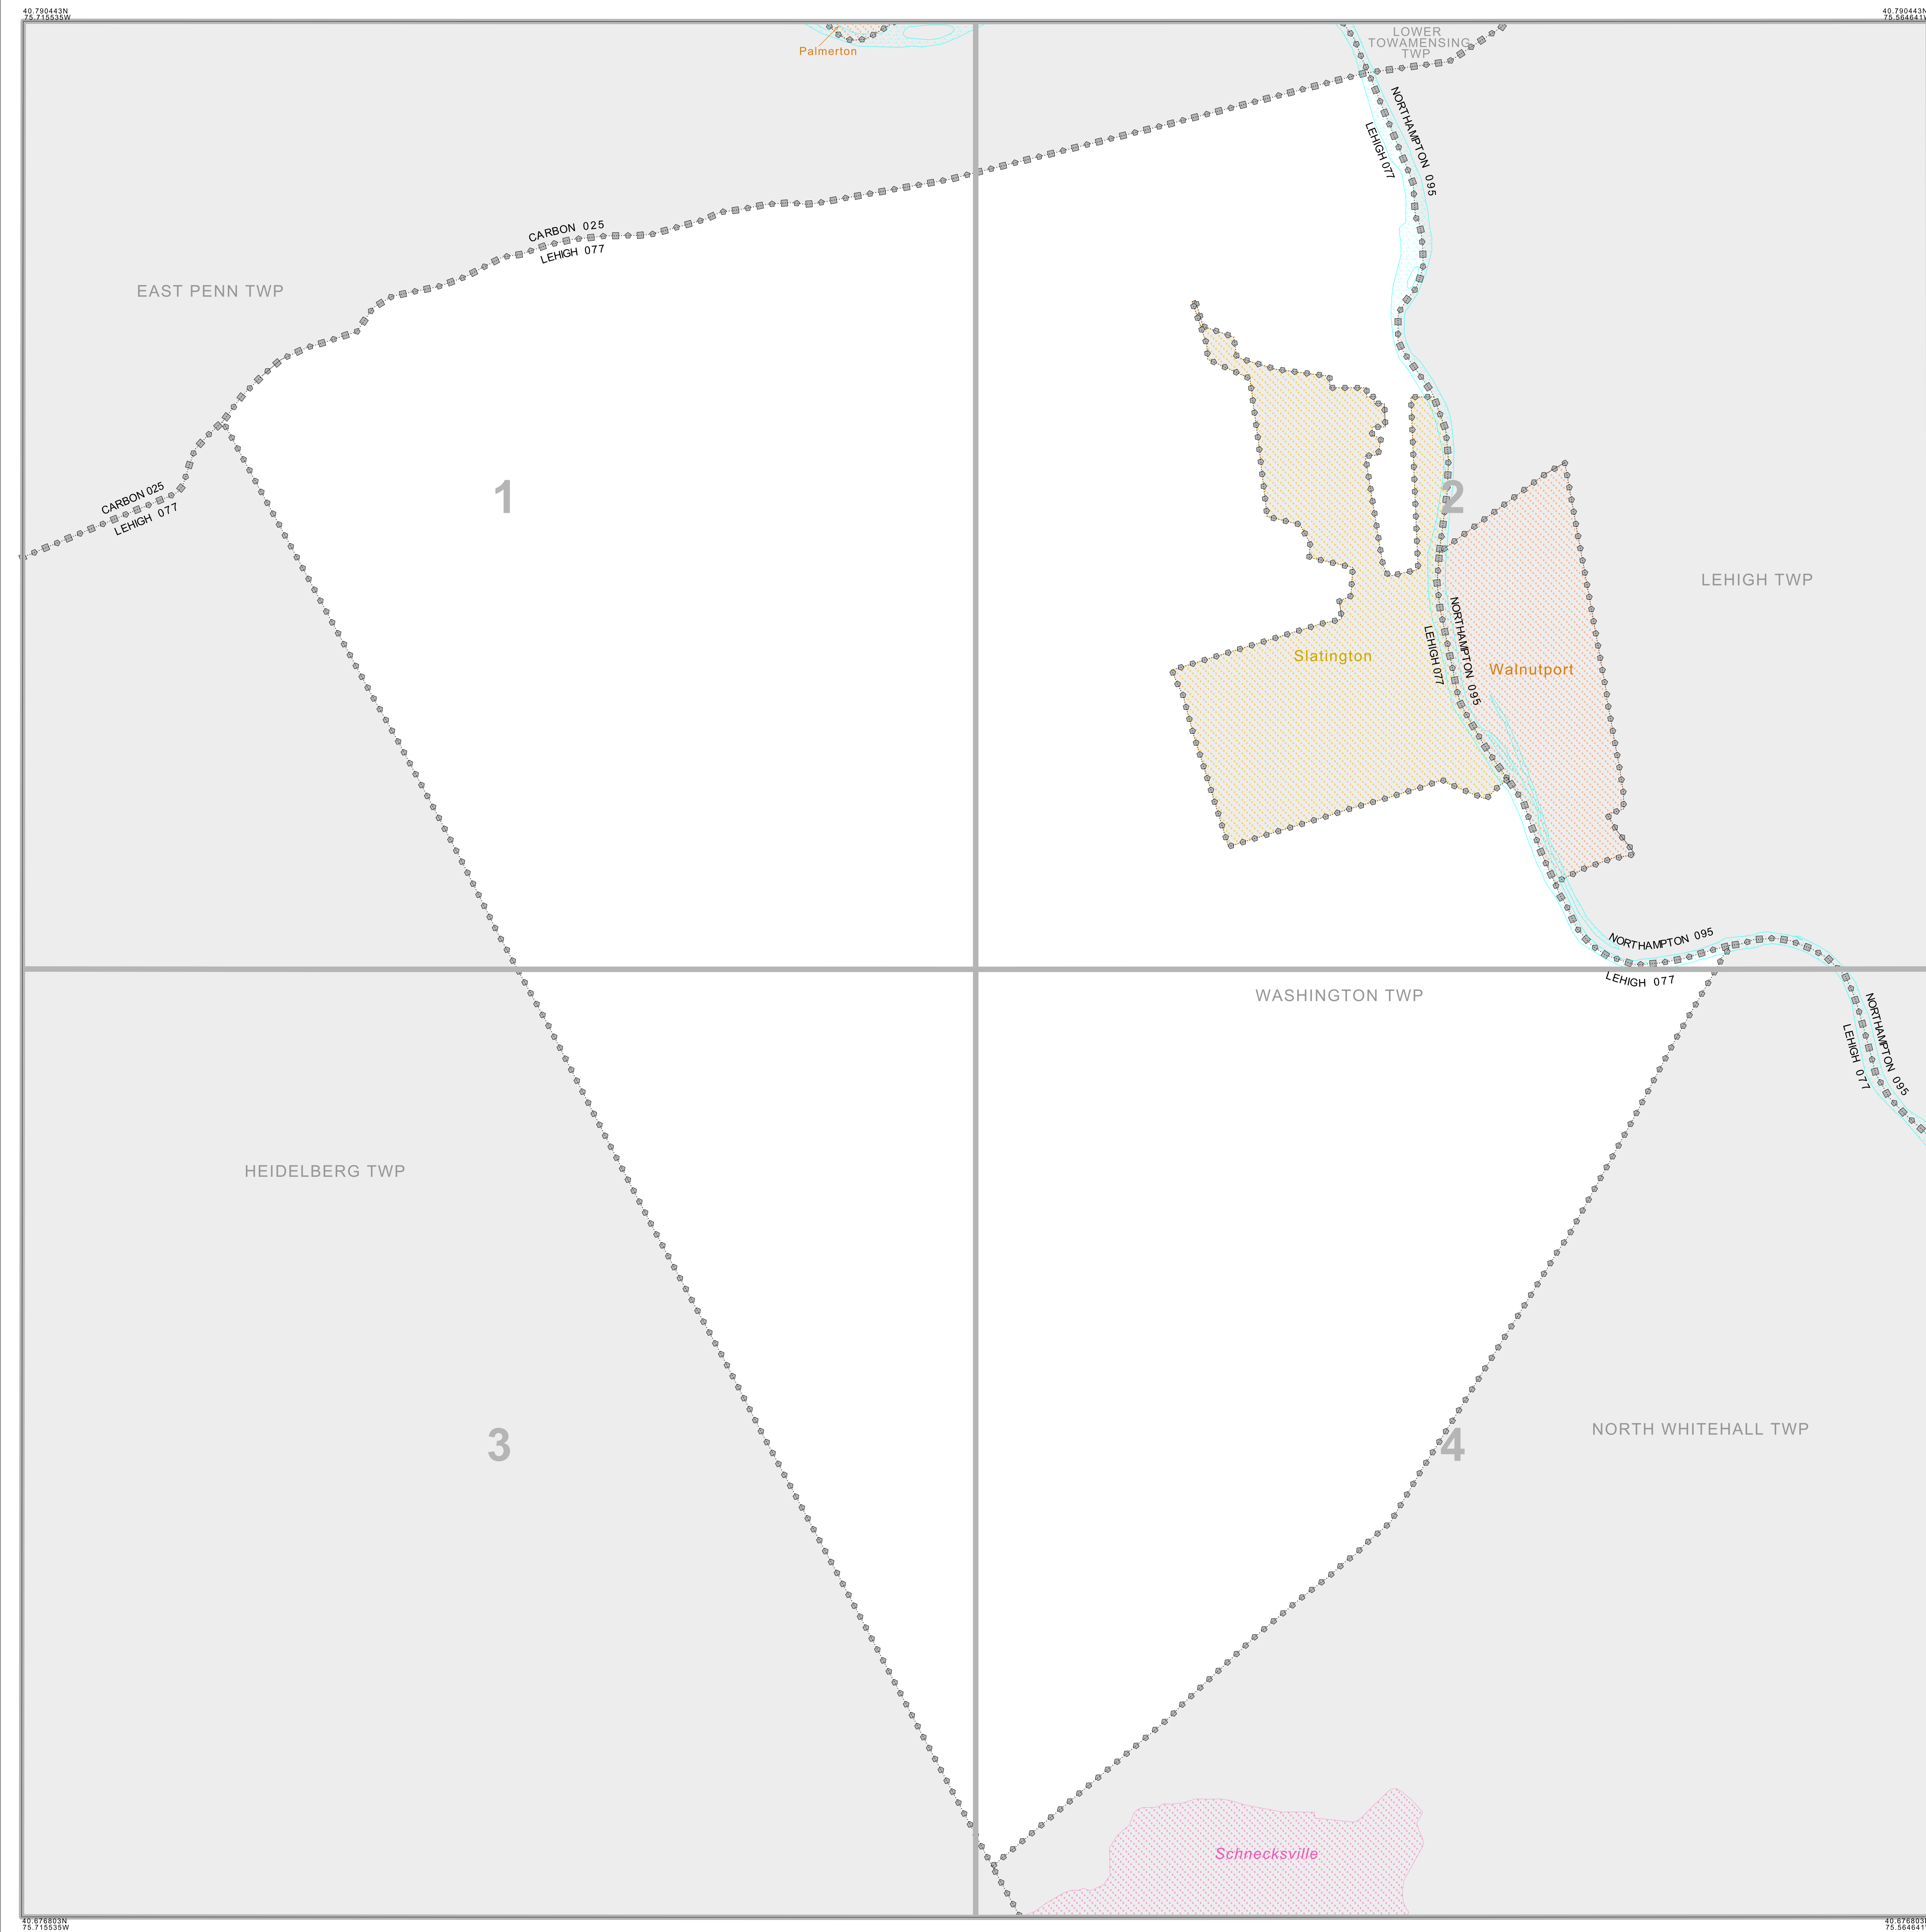 40.790443N
75.715535W
40.790443N
75.564641W
LOWER
TOWAMENSING
TWP
Palmerton
NORTHAMPTON 095
LEHIGH 077
CARBON 025
LEHIGH 077
EAST PENN TWP
CARBON 025
LEHIGH 077
1
2
LEHIGH TWP
NORTHAMPTON 095
LEHIGH 077
Slatington
Walnutport
NORTHAMPTON 095
LEHIGH 077
WASHINGTON TWP
NORTHAMPTON 095
LEHIGH 077
HEIDELBERG TWP
3
4
NORTH WHITEHALL TWP
Schnecksville
40.676803N
75.715535W
40.676803N
75.564641W